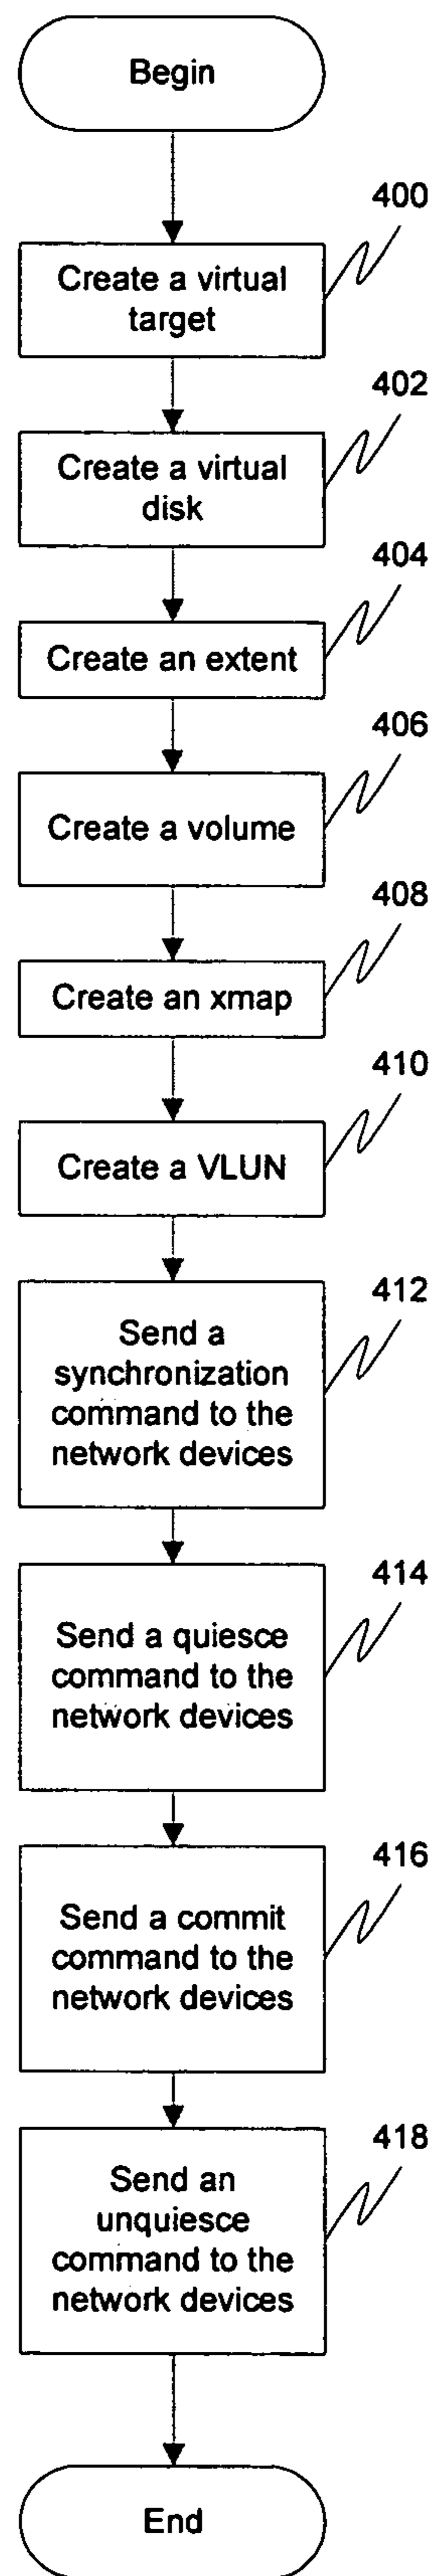 Begin
400
Create a virtual
target
402
Create a virtual
disk
404
Create an extent
406
Create a volume
408
Create an xmap
410
Create a VLUN
412
Send a
synchronization
command to the
network devices
414
Send a quiesce
command to the
network devices
416
Send a commit
command to the
network devices
418
Send an
unquiesce
command to the
network devices
End